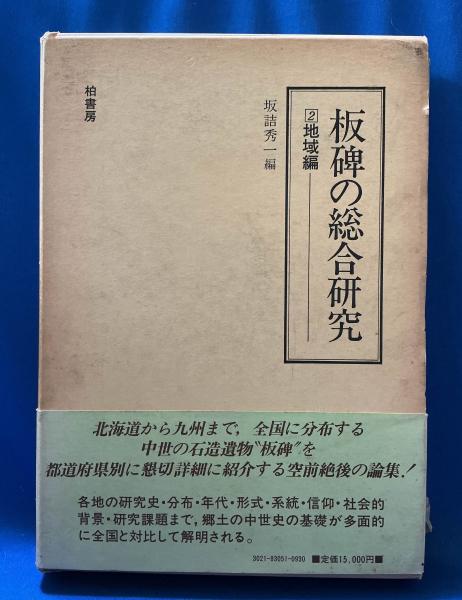 板碑の総合研究
2地域編
坂詰秀一編
柏書房
北海道から九州まで，全国に分布する
中世の石造遺物〝板碑〟を
都道府県別に懇切詳細に紹介する空前絶後の論集！
各地の研究史・分布・年代・形式・系統・信仰・社会的
背景・研究課題まで，郷土の中世史の基礎が多面的
に全国と対比して解明される。
3021-83051-0930 ■定価15,000円■